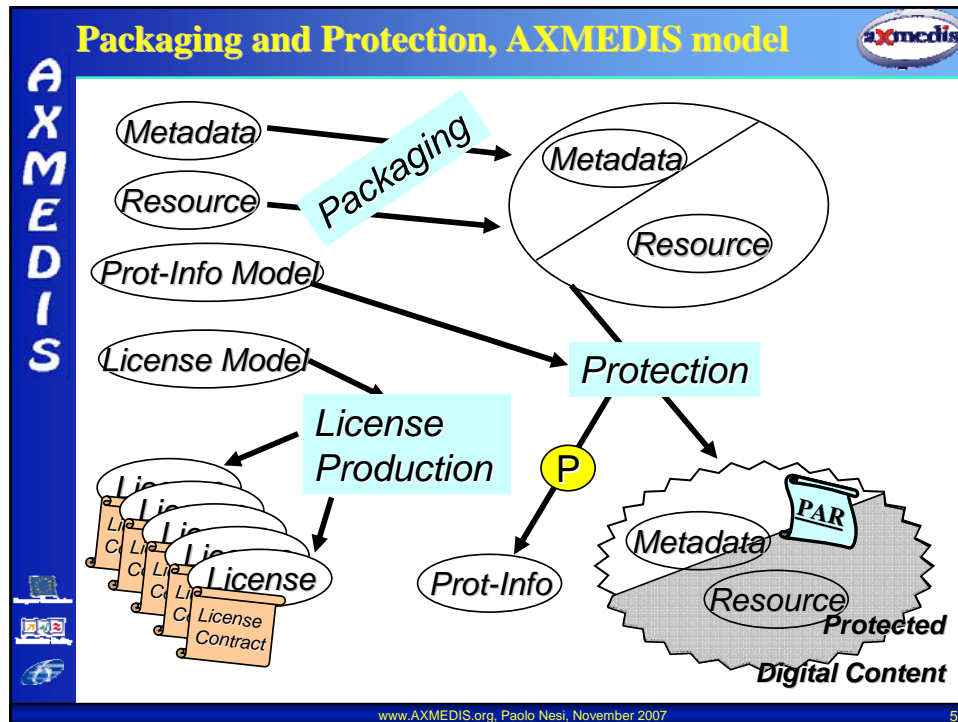 Packaging and Protection, AXMEDIS model
axmedis
AXMEDIS
Metadata
Resource
Prot-Info Model
License Model
Packaging
Metadata
Resource
Protection
License
Production
P
Prot-Info
License
License
Contract
PAR
Metadata
Resource
Protected
Digital Content
www.AXMEDIS.org, Paolo Nesi, November 2007
5